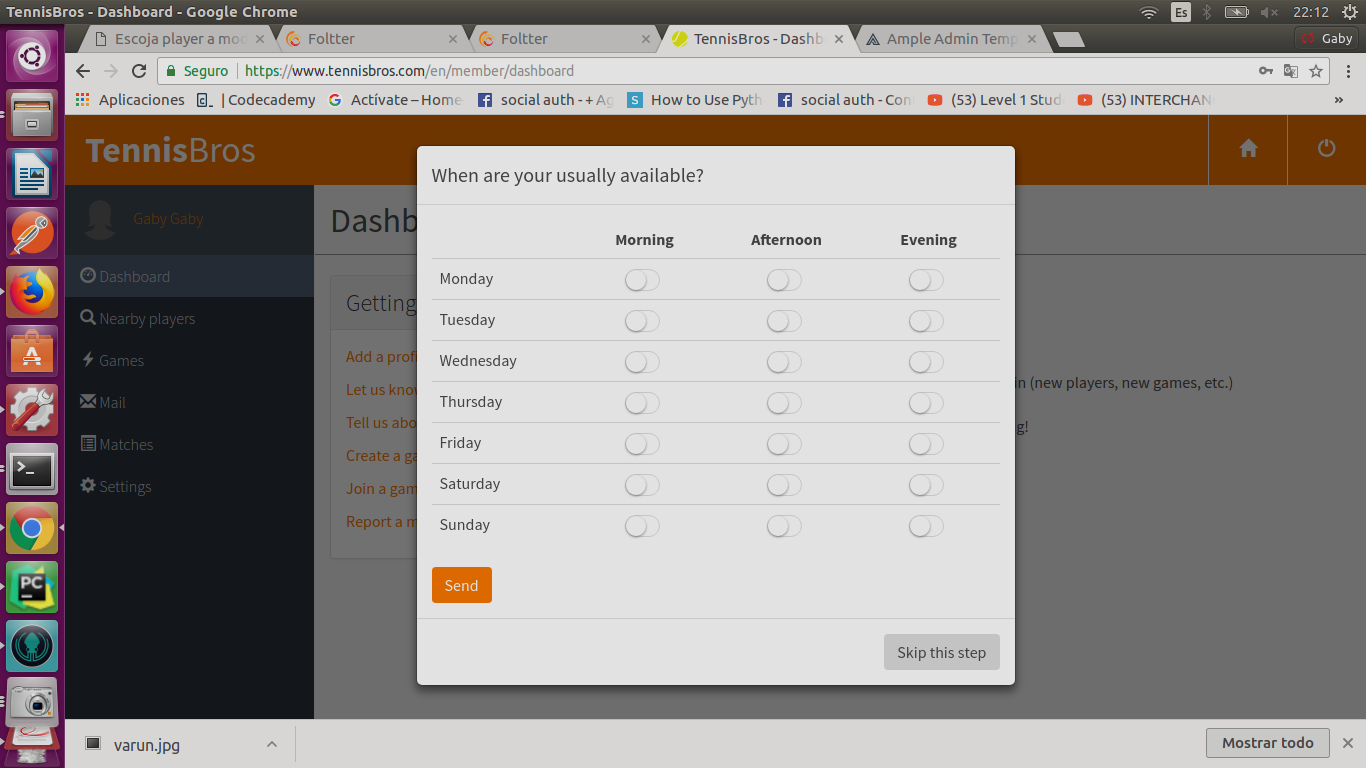 TennisBros - Dashboard - Google Chrome
Es
22:12
Escoja player a mod
Foltter
Foltter
TennisBros - Dashb
Ample Admin Temp
Gaby
Seguro
https://www.tennisbros.com/en/member/dashboard
Aplicaciones
| Codecademy
Actívate – Home
social auth - + Ag
How to Use Pyth
social auth - Con
(53) Level 1 Stud
(53) INTERCHAN
»
TennisBros
Gaby Gaby
Dashboard
Nearby players
Games
Mail
Matches
Settings
Dashb
Getting
Add a profi
Let us know
Tell us abo
Create a ga
Join a gam
Report a m
in (new players, new games, etc.)
g!
When are your usually available?
Morning Afternoon Evening
Monday
Tuesday
Wednesday
Thursday
Friday
Saturday
Sunday
Send
Skip this step
varun.jpg
Mostrar todo